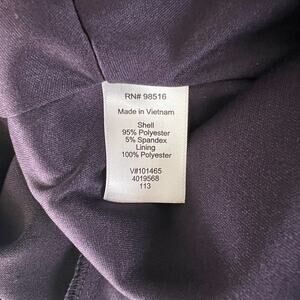 RN# 98516
Made in Vietnam
Shell
95% Polyester
5% Spandex
Lining
100% Polyester
V#101465
4019568
113